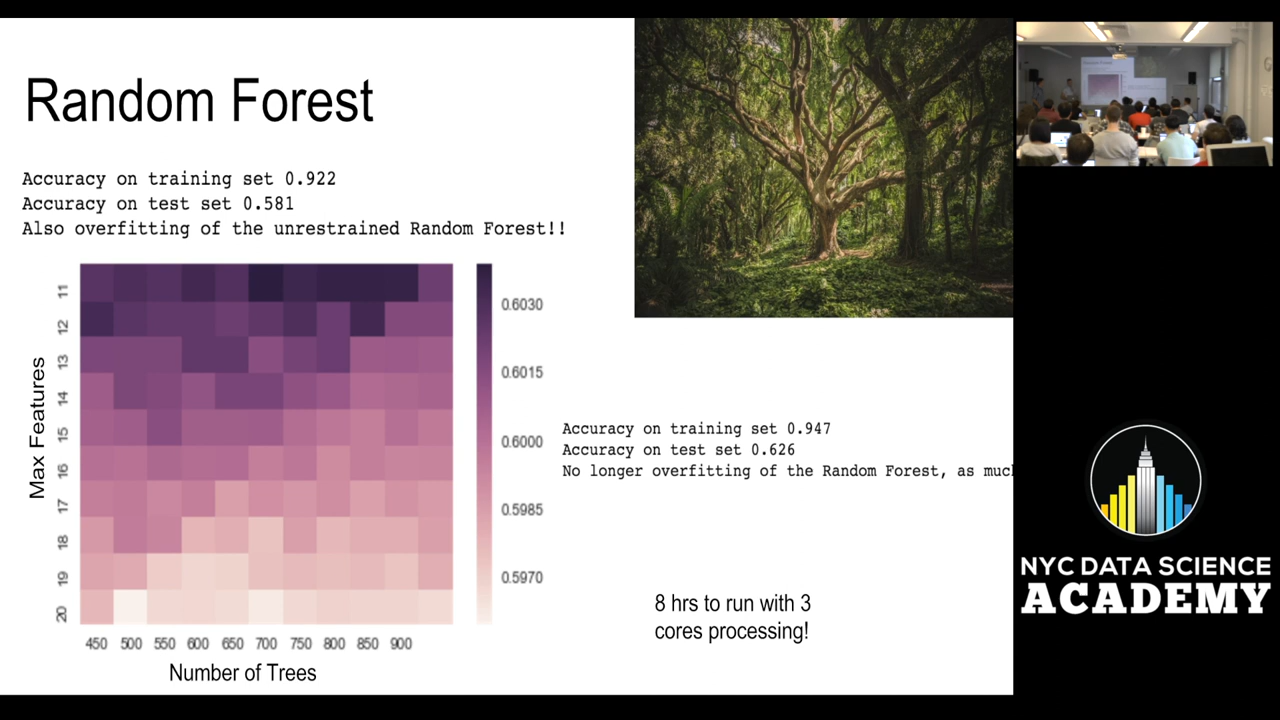 Random Forest
Accuracy on training set 0.922
Accuracy on test set 0.581
Also overfitting of the unrestrained Random Forest!!
11
12
13
14
15
16
17
18
19
20
Max Features
0.6030
0.6015
0.6000
0.5985
0.5970
450 500 550 600 650 700 750 800 850 900
Number of Trees
Accuracy on training set 0.947
Accuracy on test set 0.626
No longer overfitting of the Random Forest, as much
8 hrs to run with 3
cores processing!
NYC DATA SCIENCE
ACADEMY